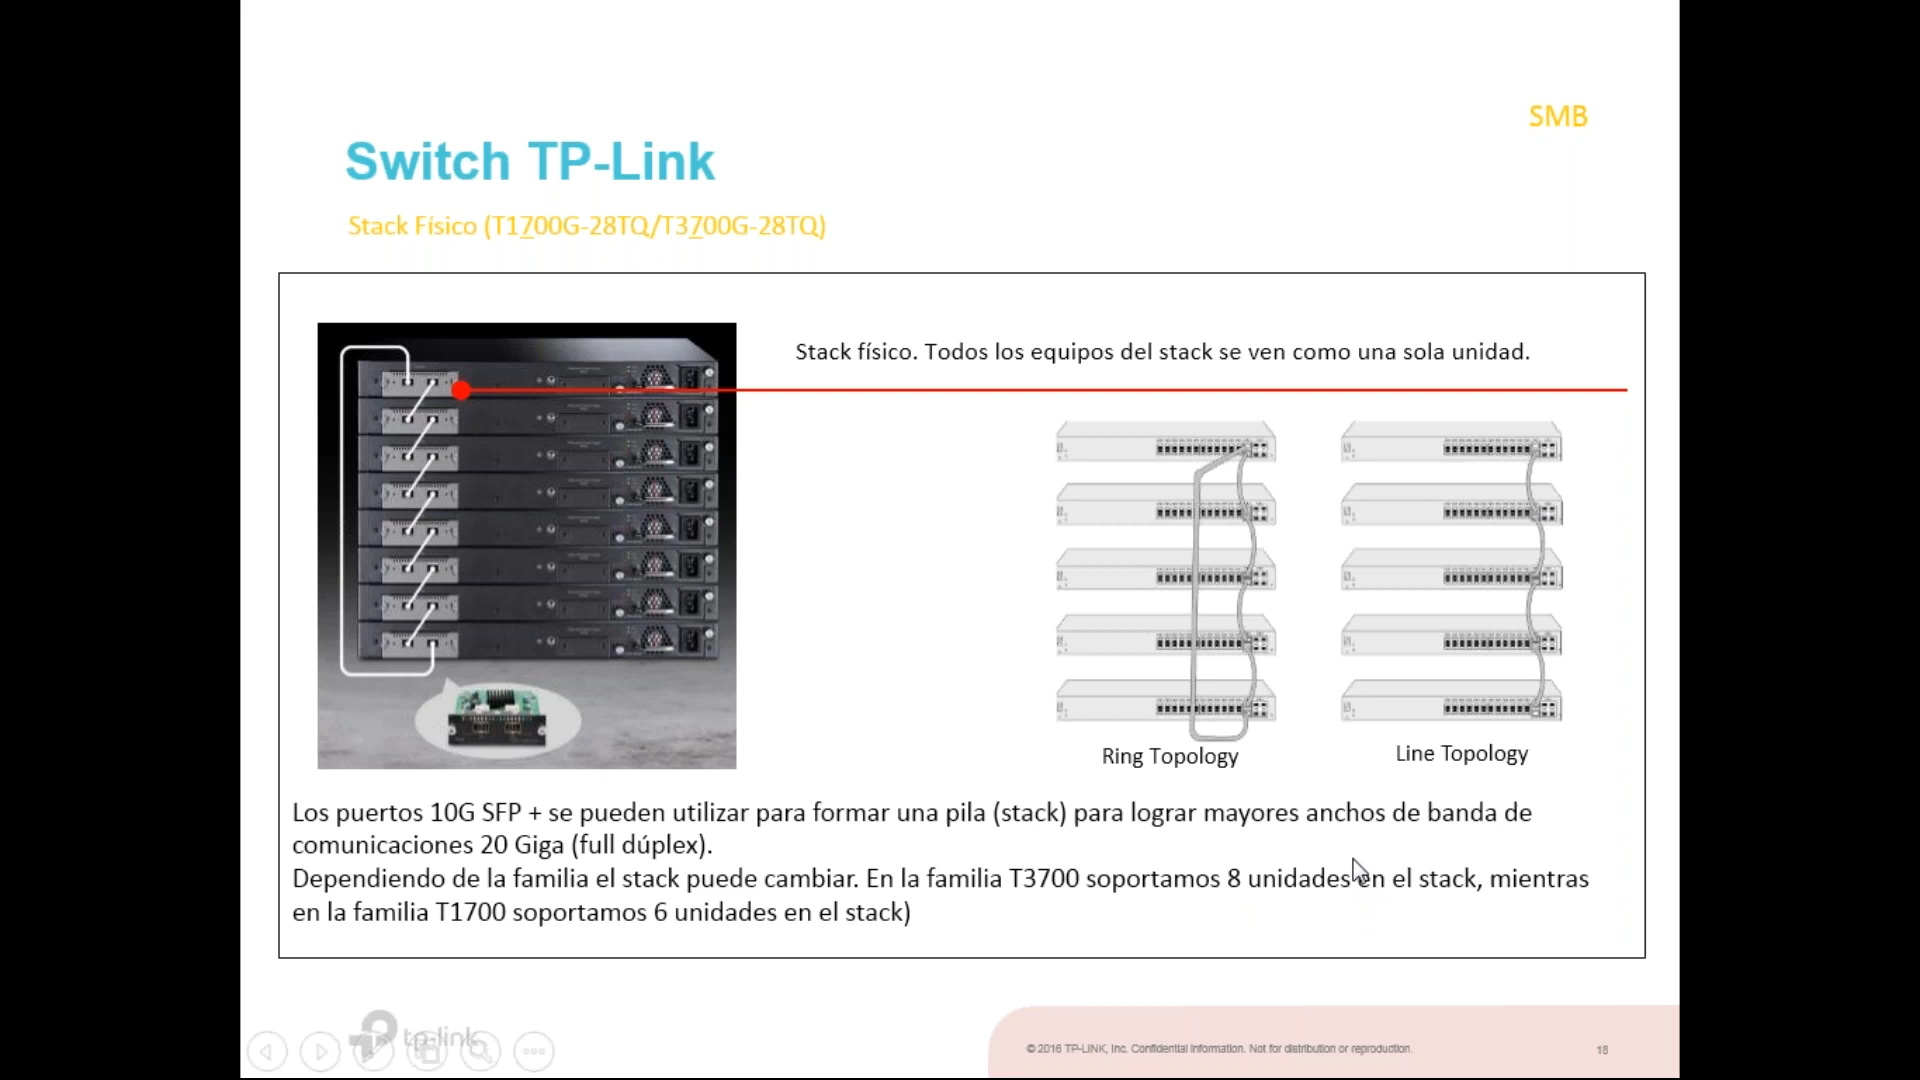 SMB
Switch TP-Link
Stack Físico (T1700G-28TQ/T3700G-28TQ)
Stack físico. Todos los equipos del stack se ven como una sola unidad.
Ring Topology
Line Topology
Los puertos 10G SFP + se pueden utilizar para formar una pila (stack) para lograr mayores anchos de banda de
comunicaciones 20 Giga (full dúplex).
Dependiendo de la familia el stack puede cambiar. En la familia T3700 soportamos 8 unidades en el stack, mientras
en la familia T1700 soportamos 6 unidades en el stack)
tp-link
© 2016 TP-LINK, Inc. Confidential Information. Not for distribution or reproduction.
18